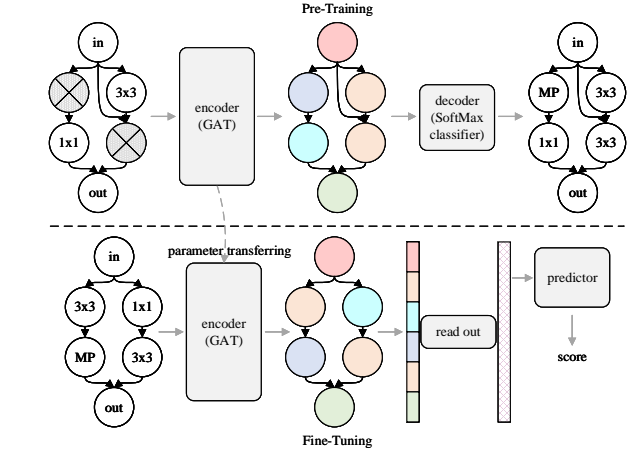 Pre-Training
in
3x3
1x1
out
encoder
(GAT)
decoder
(SoftMax
classifier)
in
MP
3x3
1x1
3x3
out
parameter transferring
in
3x3
1x1
MP
3x3
out
encoder
(GAT)
read out
predictor
score
Fine-Tuning